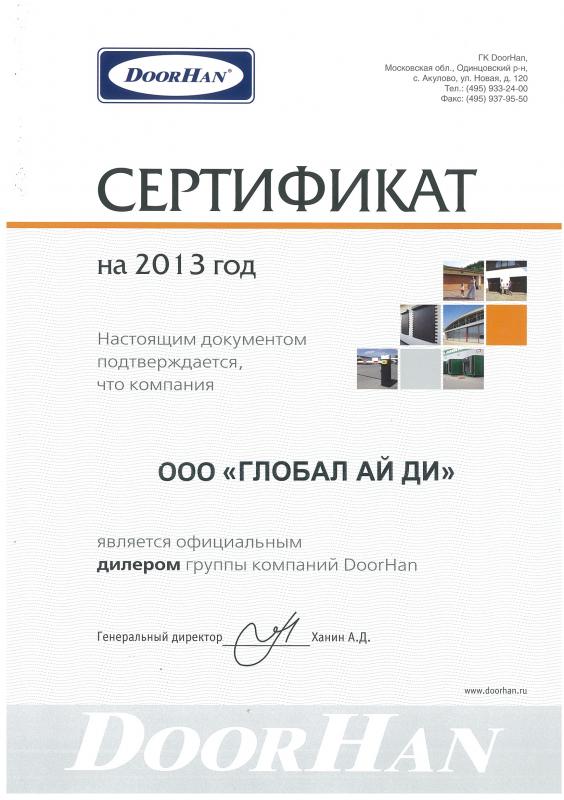 DOORHAN®
ГК DoorHan,
Московская обл., Одинцовский р-н,
с. Акулово, ул. Новая, д. 120
Тел.: (495) 933-24-00
Факс: (495) 937-95-50
СЕРТИФИКАТ
на 2013 год
Настоящим документом
подтверждается,
что компания
ООО «ГЛОБАЛ АЙ ДИ»
является официальным
дилером группы компаний DoorHan
Генеральный директор Ханин А.Д.
www.doorhan.ru
DOORHAN